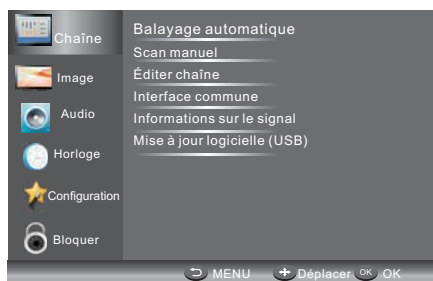 Chaîne
Image
Audio
Horloge
Configuration
Bloquer
Balayage automatique
Scan manuel
Éditer chaîne
Interface commune
Informations sur le signal
Mise à jour logicielle (USB)
MENU Déplacer OK OK